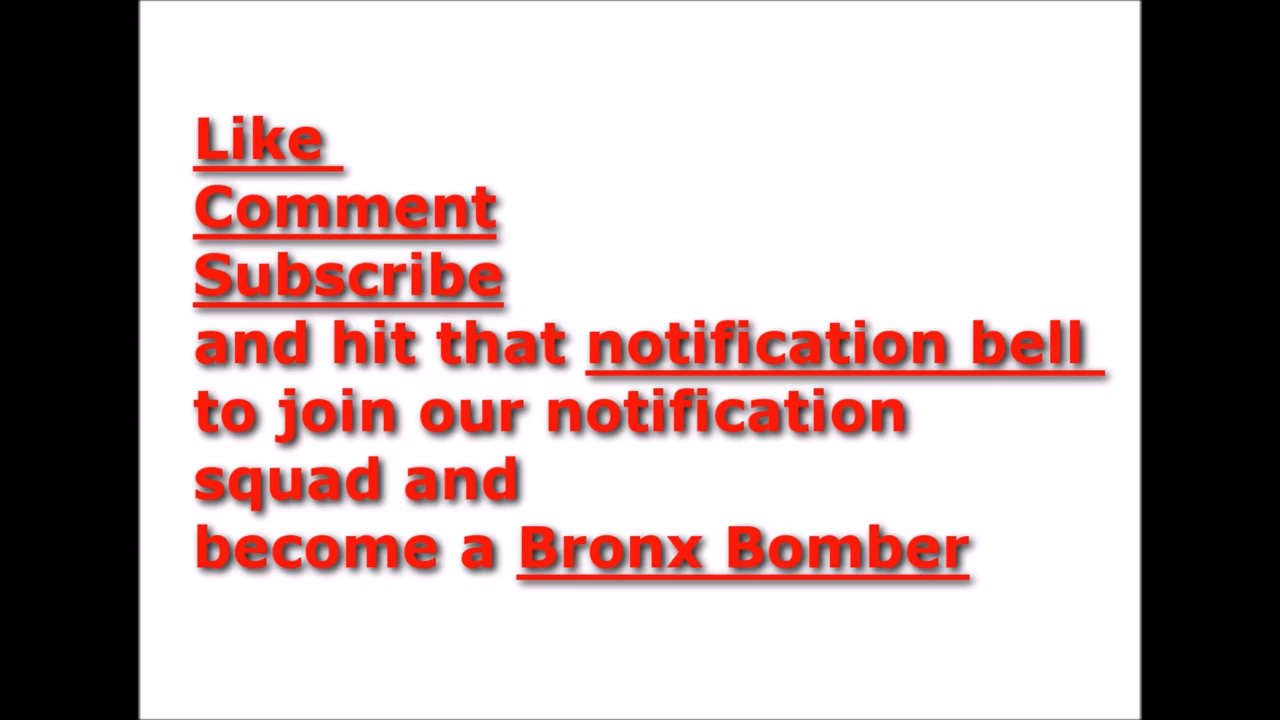 Like
Comment
Subscribe
and hit that notification bell
to join our notification
squad and
become a Bronx Bomber